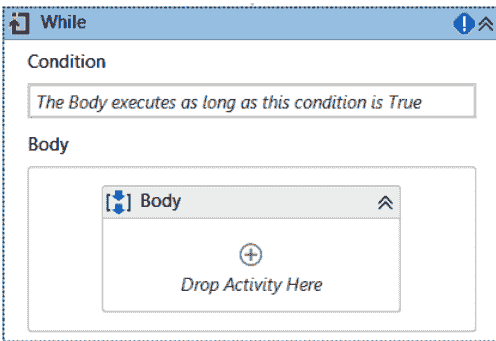 While
Condition
The Body executes as long as this condition is True
Body
Body
Drop Activity Here